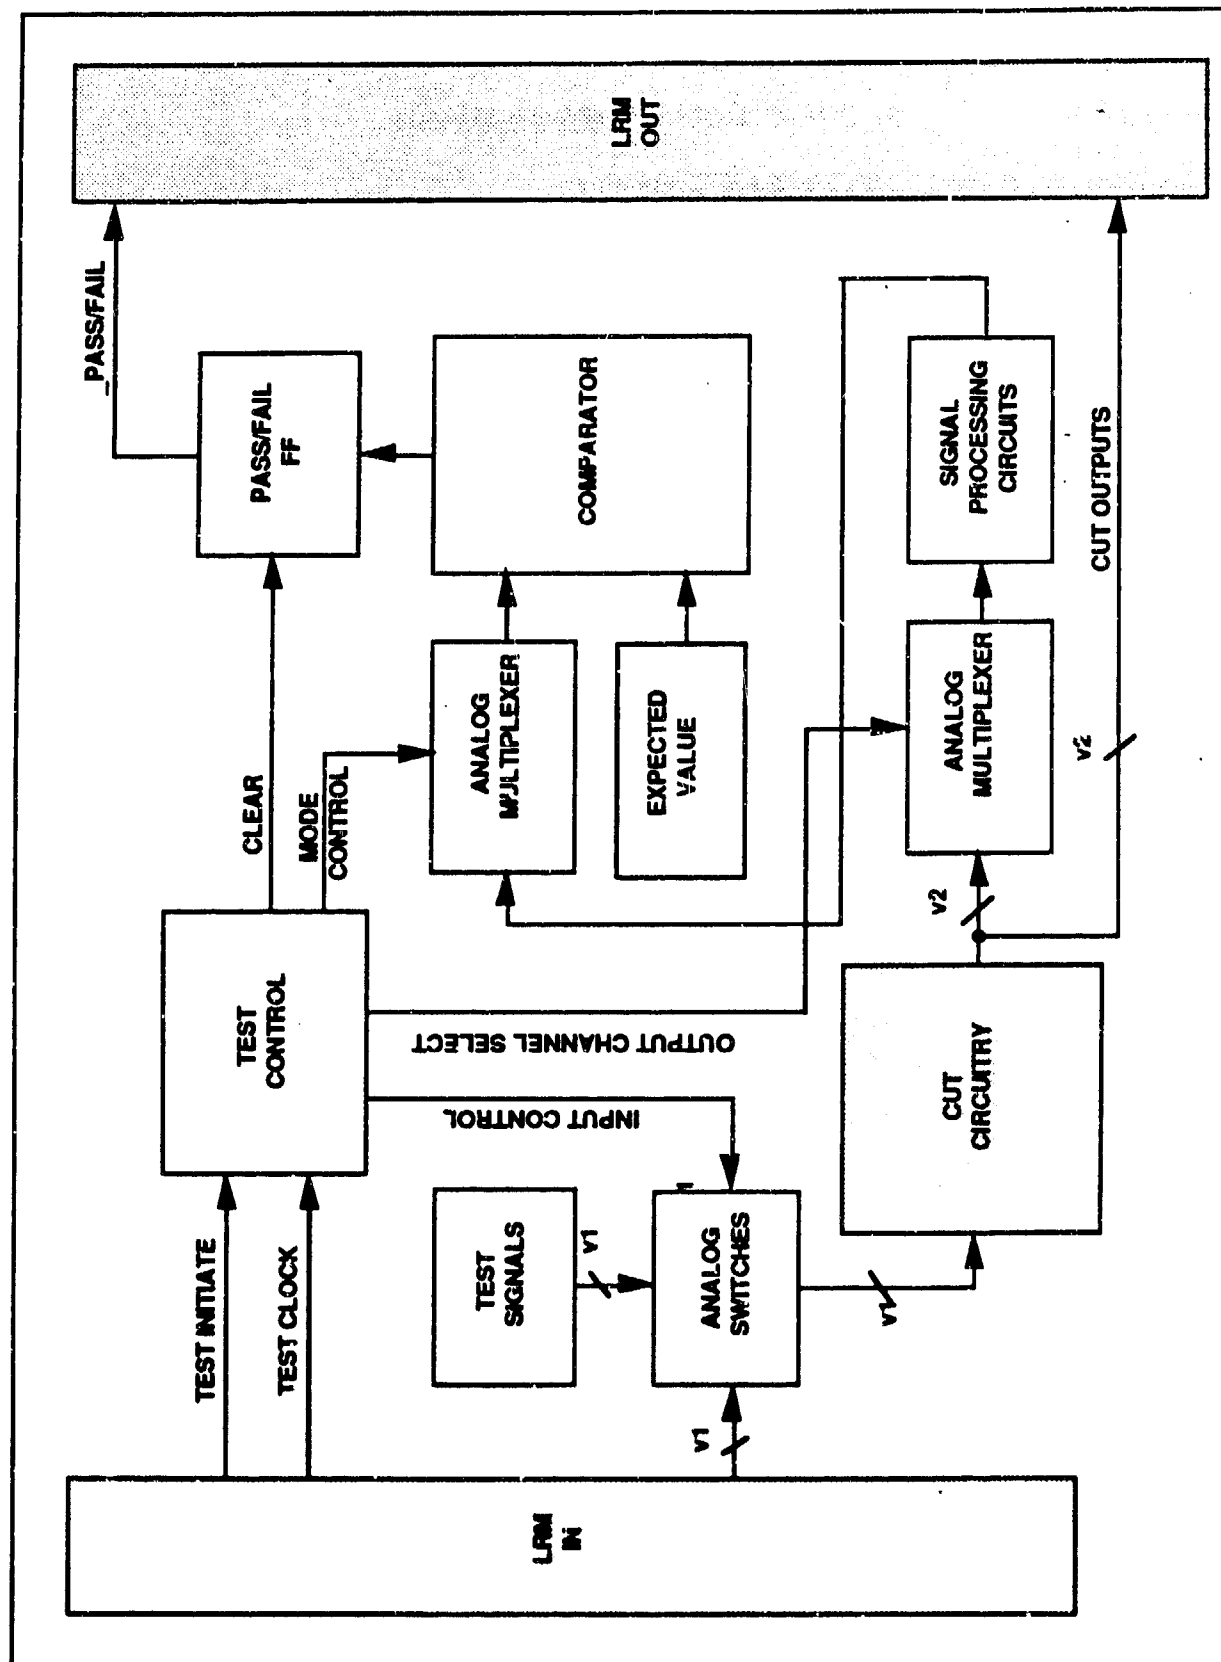 LRM
IN
TEST INITIATE
TEST CLOCK
v1
TEST
SIGNALS
v1
ANALOG
SWITCHES
v1
TEST
CONTROL
INPUT CONTROL
OUTPUT CHANNEL SELECT
CUT
CIRCUITRY
CLEAR
MODE
CONTROL
ANALOG
MULTIPLEXER
EXPECTED
VALUE
v2
ANALOG
MULTIPLEXER
v2
PASS/FAIL
FF
COMPARATOR
SIGNAL
PROCESSING
CIRCUITS
CUT OUTPUTS
_PASS/FAIL
LRM
OUT